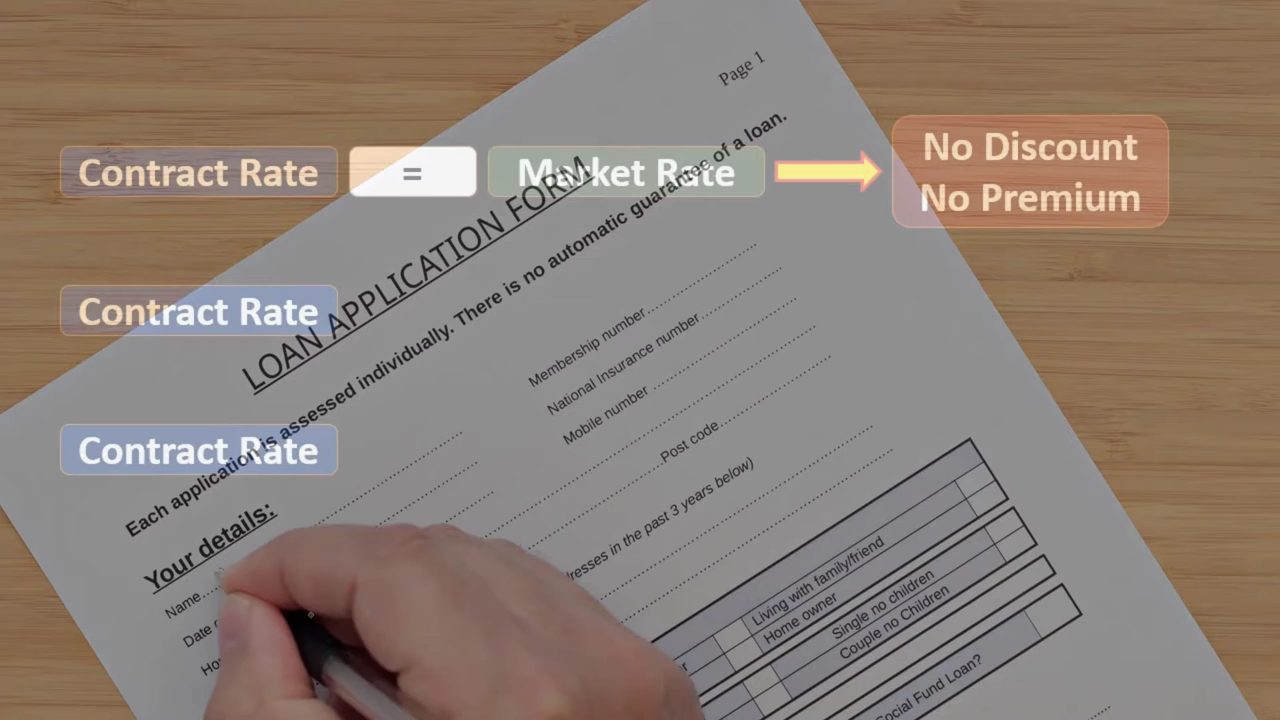 Page 1
Contract Rate = Market Rate
No Discount
No Premium
LOAN APPLICATION FORM
Each application is assessed individually. There is no automatic guarantee of a loan.
Contract Rate
Contract Rate
Membership number
National Insurance number
Mobile number
Post code
Your details:
Name
Date
resses in the past 3 years below)
Living with family/friend
Home owner
Single no children
Couple no Children
ocial Fund Loan?